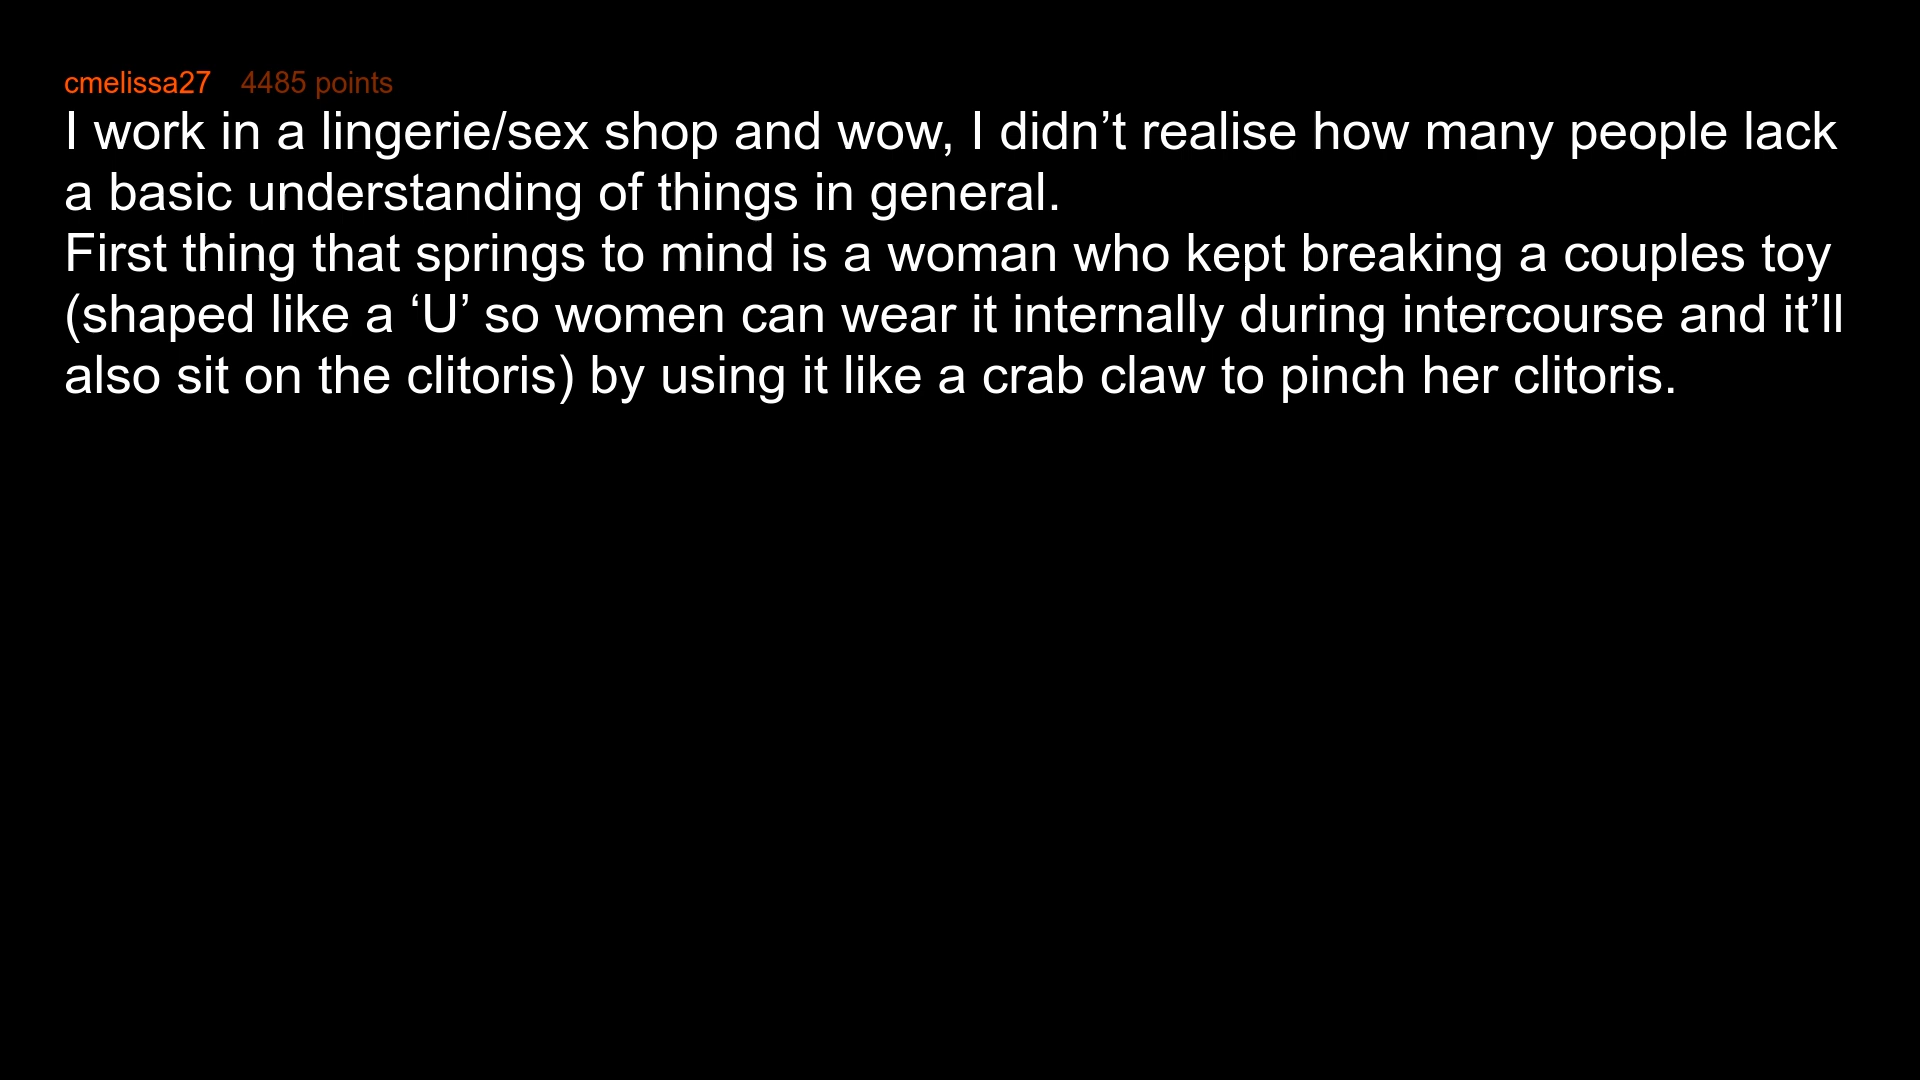 cmelissa27 4485 points
I work in a lingerie/sex shop and wow, I didn’t realise how many people lack
a basic understanding of things in general.
First thing that springs to mind is a woman who kept breaking a couples toy
(shaped like a ‘U’ so women can wear it internally during intercourse and it’ll
also sit on the clitoris) by using it like a crab claw to pinch her clitoris.